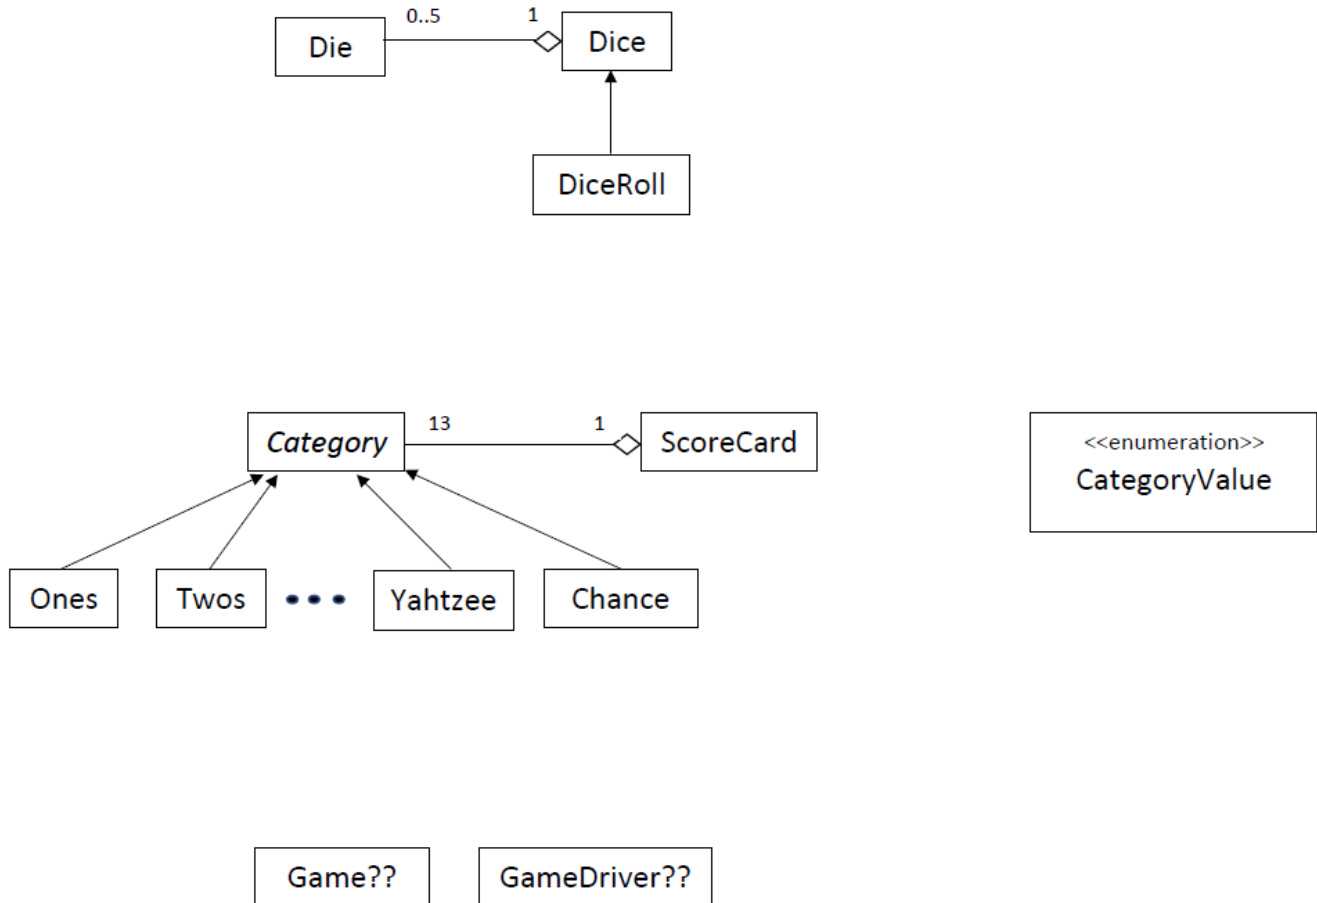 0..5
1
Die
Dice
DiceRoll
Category
13
1
ScoreCard
<<enumeration>>
CategoryValue
Ones
Twos
Yahtzee
Chance
Game??
GameDriver??